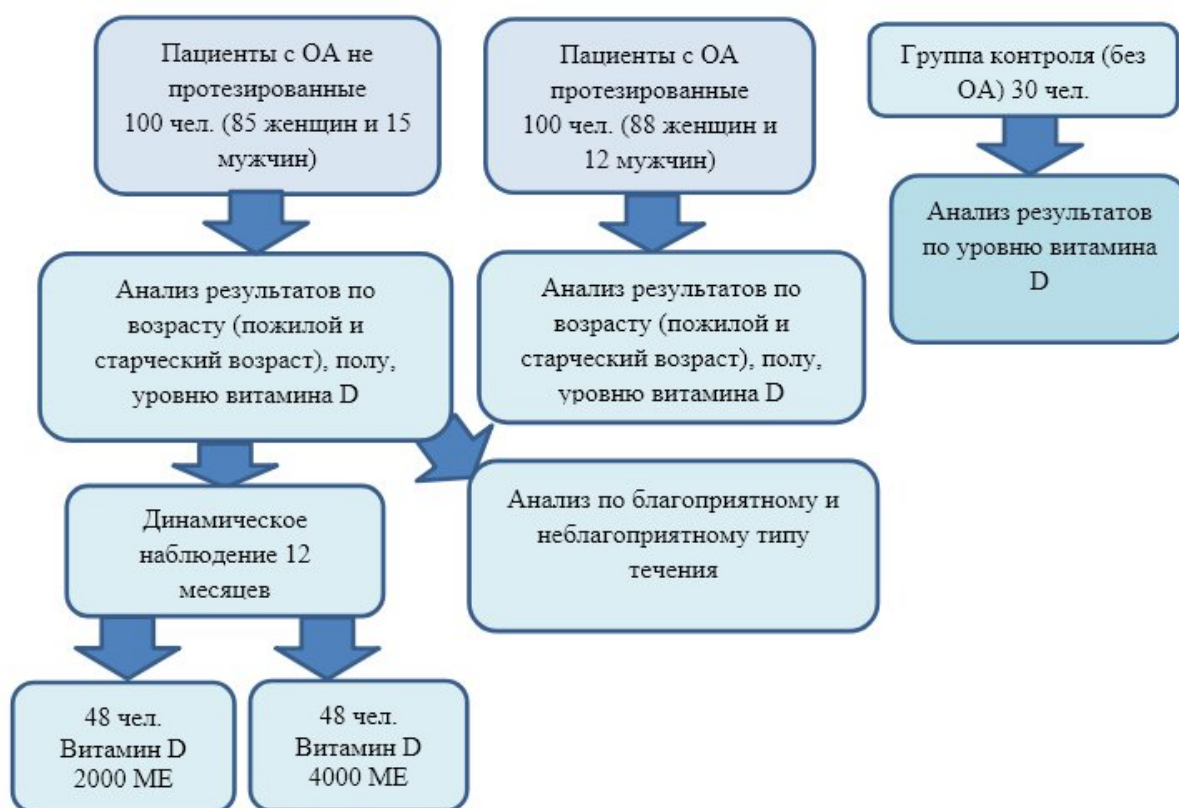 Пациенты с ОА не
протезированные
100 чел. (85 женщин и 15
мужчин)
Пациенты с ОА
протезированные
100 чел. (88 женщин и
12 мужчин)
Группа контроля (без
ОА) 30 чел.
Анализ результатов по
возрасту (пожилой и
старческий возраст), полу,
уровню витамина D
Анализ результатов по
возрасту (пожилой и
старческий возраст), полу,
уровню витамина D
Анализ результатов
по уровню витамина
D
Динамическое
наблюдение 12
месяцев
Анализ по благоприятному и
неблагоприятному типу
течения
48 чел.
Витамин D
2000 МЕ
48 чел.
Витамин D
4000 МЕ